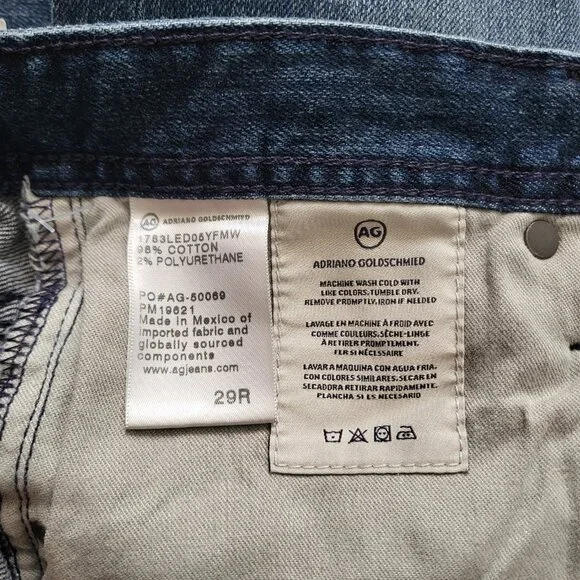 AG ADRIANO GOLDSCHMIED
1783LED05YFMW
98% COTTON
2% POLYURETHANE
PO#AG-50069
PM19621
Made in Mexico of
imported fabric and
globally sourced
components
www.agjeans.com
29R
AG
ADRIANO GOLDSCHMIED
MACHINE WASH COLD WITH
LIKE COLORS. TUMBLE DRY.
REMOVE PROMPTLY, IRON IF NEEDED
LAVAGE EN MACHINE À FROID AVEC
COMME COULEURS. SÈCHE-LINGE
À RETIRER PROMPTEMENT.
FER SI NÉCESSAIRE
LAVAR A MAQUINA CON AGUA FRIA.
CON COLORES SIMILARES. SECAR EN
SECADORA RETIRAR RAPIDAMENTE.
PLANCHA SI ES NECESARIO